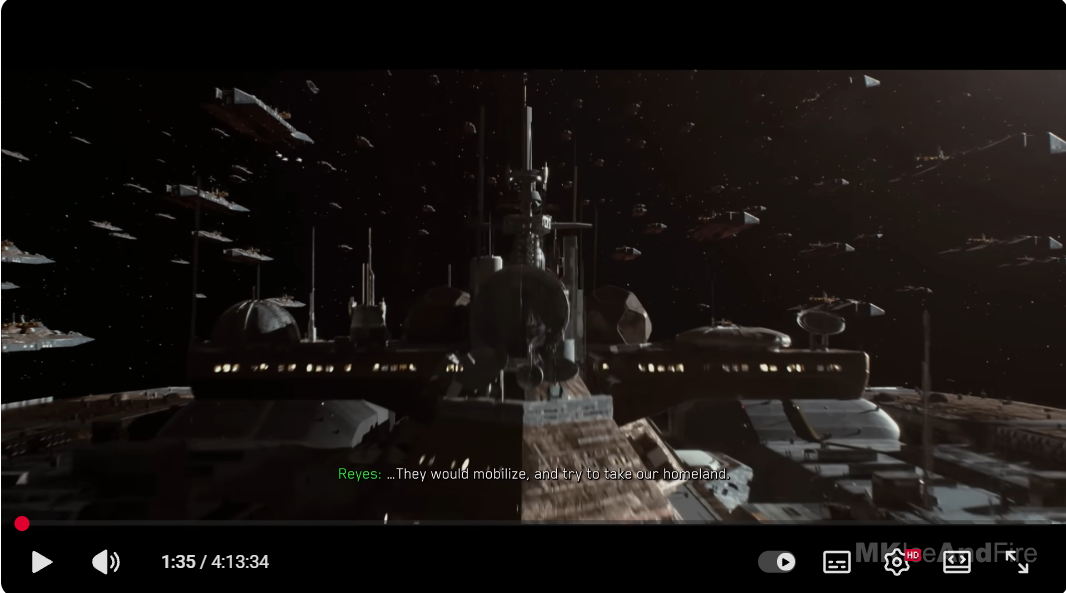 Reyes: ...They would mobilize, and try to take our homeland.
1:35 / 4:13:34
MKIceAndFire
HD